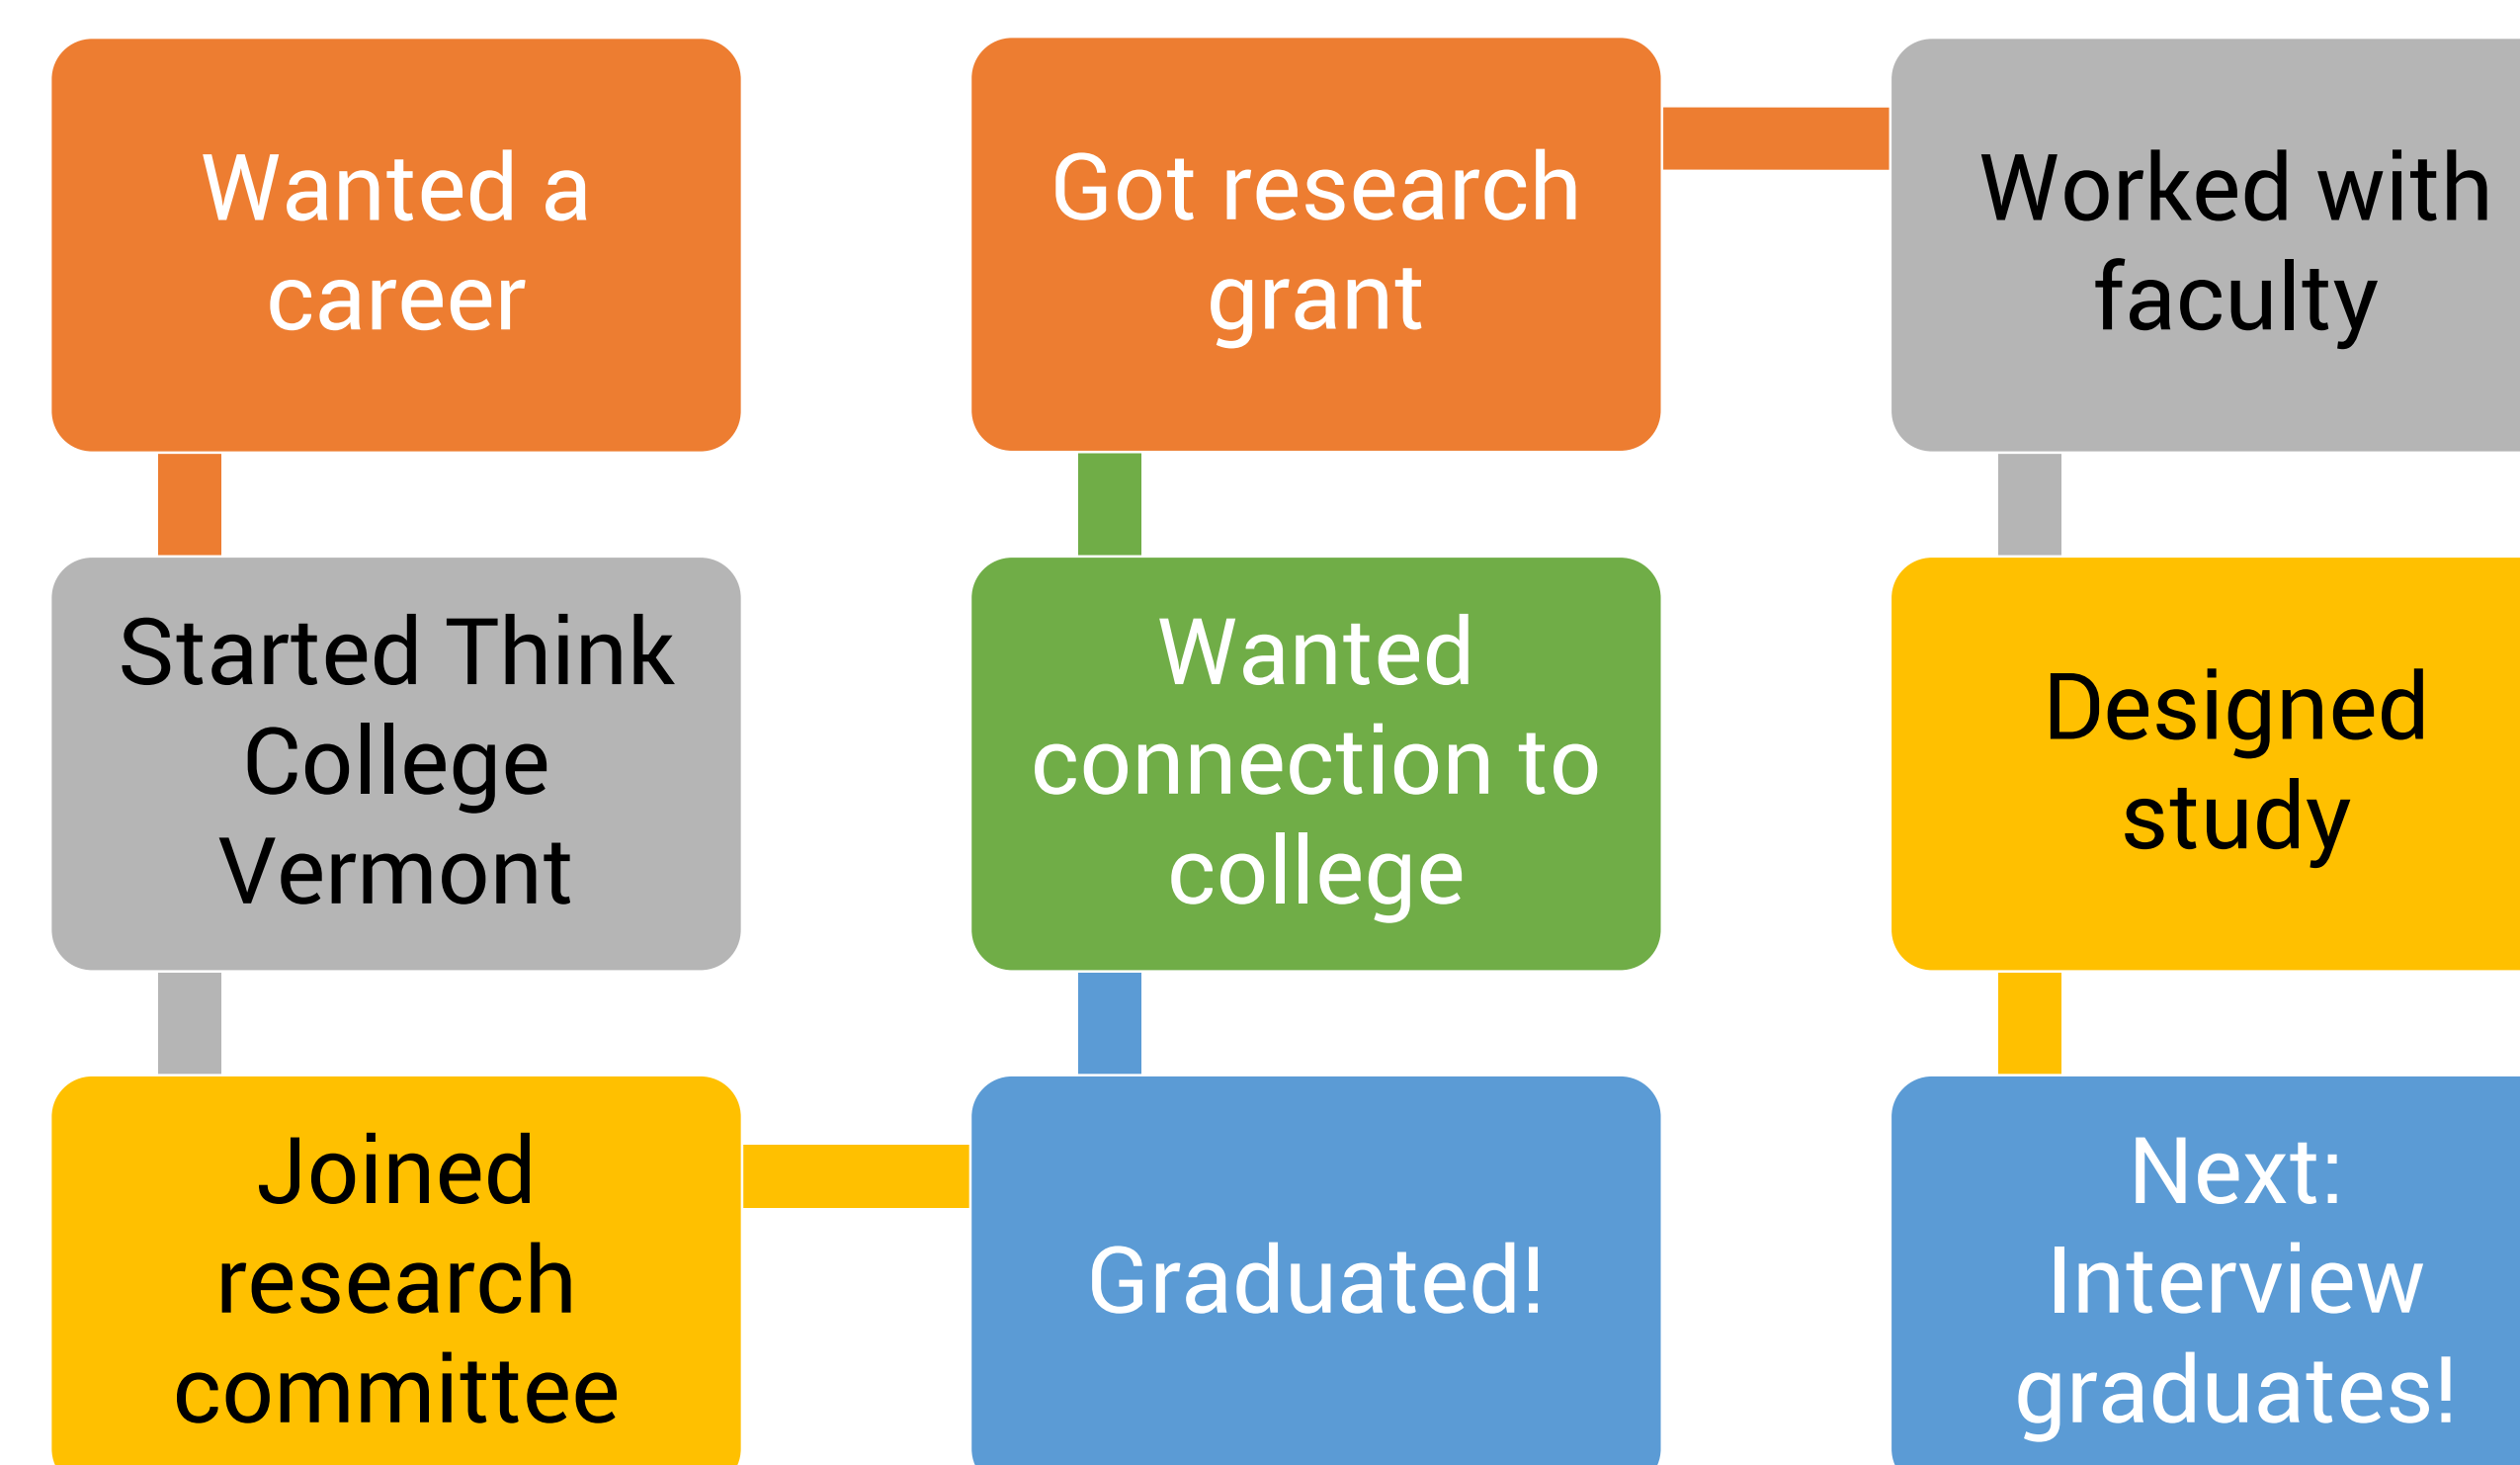 Wanted a
career
Started Think
College
Vermont
Joined
research
committee
Graduated!
Wanted
connection to
college
Got research
grant
Worked with
faculty
Designed
study
Next:
Interview
graduates!